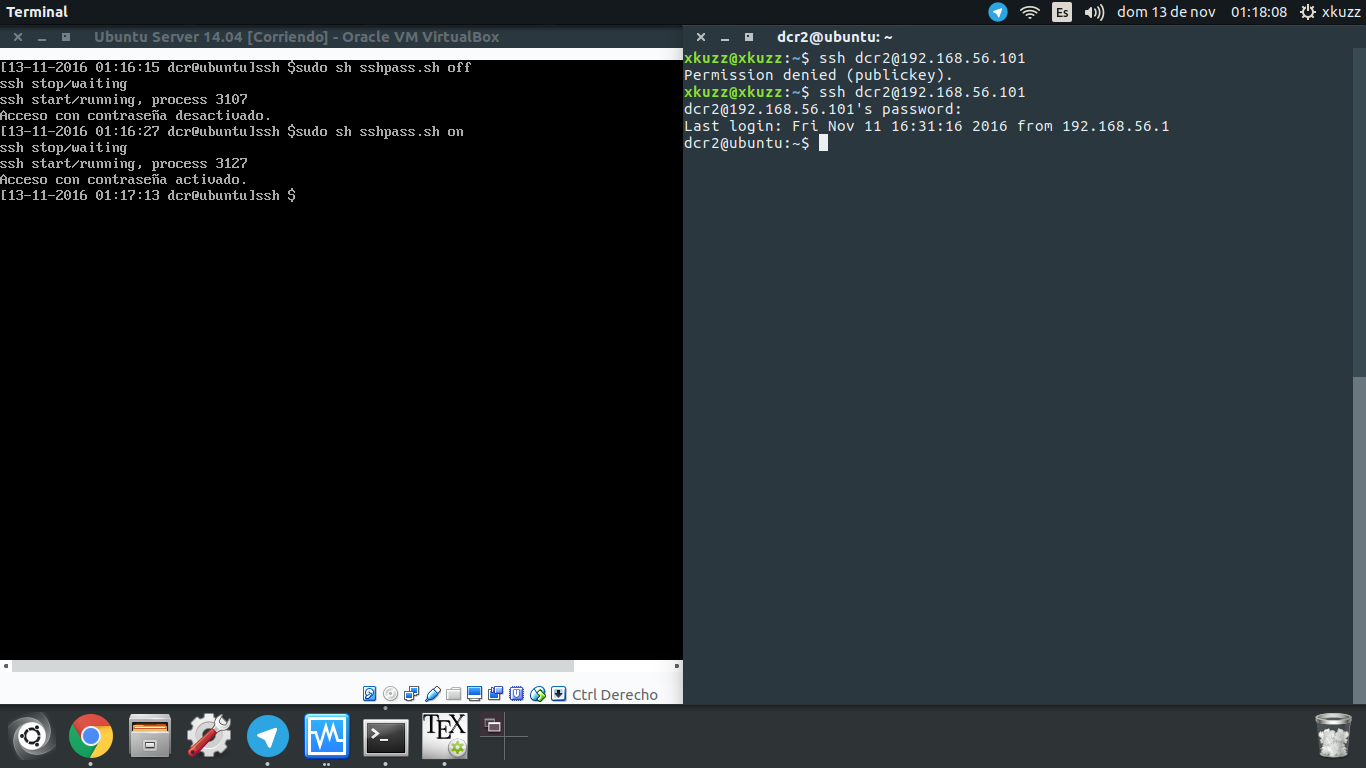 Terminal
Es
dom 13 de nov
01:18:08
xkuzz
Ubuntu Server 14.04 [Corriendo] - Oracle VM VirtualBox
[13-11-2016 01:16:15 dcr@ubuntu]ssh $sudo sh sshpass.sh off
ssh stop/waiting
ssh start/running, process 3107
Acceso con contraseña desactivado.
[13-11-2016 01:16:27 dcr@ubuntu]ssh $sudo sh sshpass.sh on
ssh stop/waiting
ssh start/running, process 3127
Acceso con contraseña activado.
[13-11-2016 01:17:13 dcr@ubuntu]ssh $
Ctrl Derecho
dcr2@ubuntu: ~
xkuzz@xkuzz:~$ ssh dcr2@192.168.56.101
Permission denied (publickey).
xkuzz@xkuzz:~$ ssh dcr2@192.168.56.101
dcr2@192.168.56.101's password:
Last login: Fri Nov 11 16:31:16 2016 from 192.168.56.1
dcr2@ubuntu:~$
>_
TEX